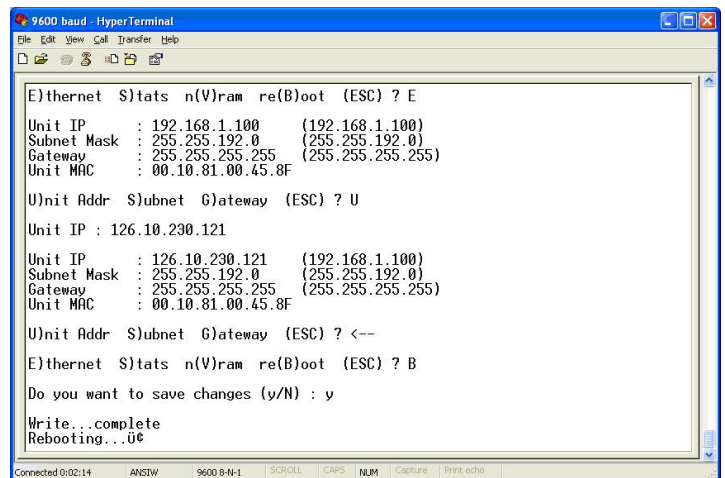 9600 baud - HyperTerminal
File Edit View Call Transfer Help
E)thernet S)tats n(V)ram re(B)oot (ESC) ? E
Unit IP : 192.168.1.100 (192.168.1.100)
Subnet Mask : 255.255.192.0 (255.255.192.0)
Gateway : 255.255.255.255 (255.255.255.255)
Unit MAC : 00.10.81.00.45.8F
U)nit Addr S)ubnet G)ateway (ESC) ? U
Unit IP : 126.10.230.121
Unit IP : 126.10.230.121 (192.168.1.100)
Subnet Mask : 255.255.192.0 (255.255.192.0)
Gateway : 255.255.255.255 (255.255.255.255)
Unit MAC : 00.10.81.00.45.8F
U)nit Addr S)ubnet G)ateway (ESC) ? <--
E)thernet S)tats n(V)ram re(B)oot (ESC) ? B
Do you want to save changes (y/N) : y
Write...complete
Rebooting...ü¢
Connected 0:02:14 ANSIW 9600 8-N-1 SCROLL CAPS NUM Capture Print echo